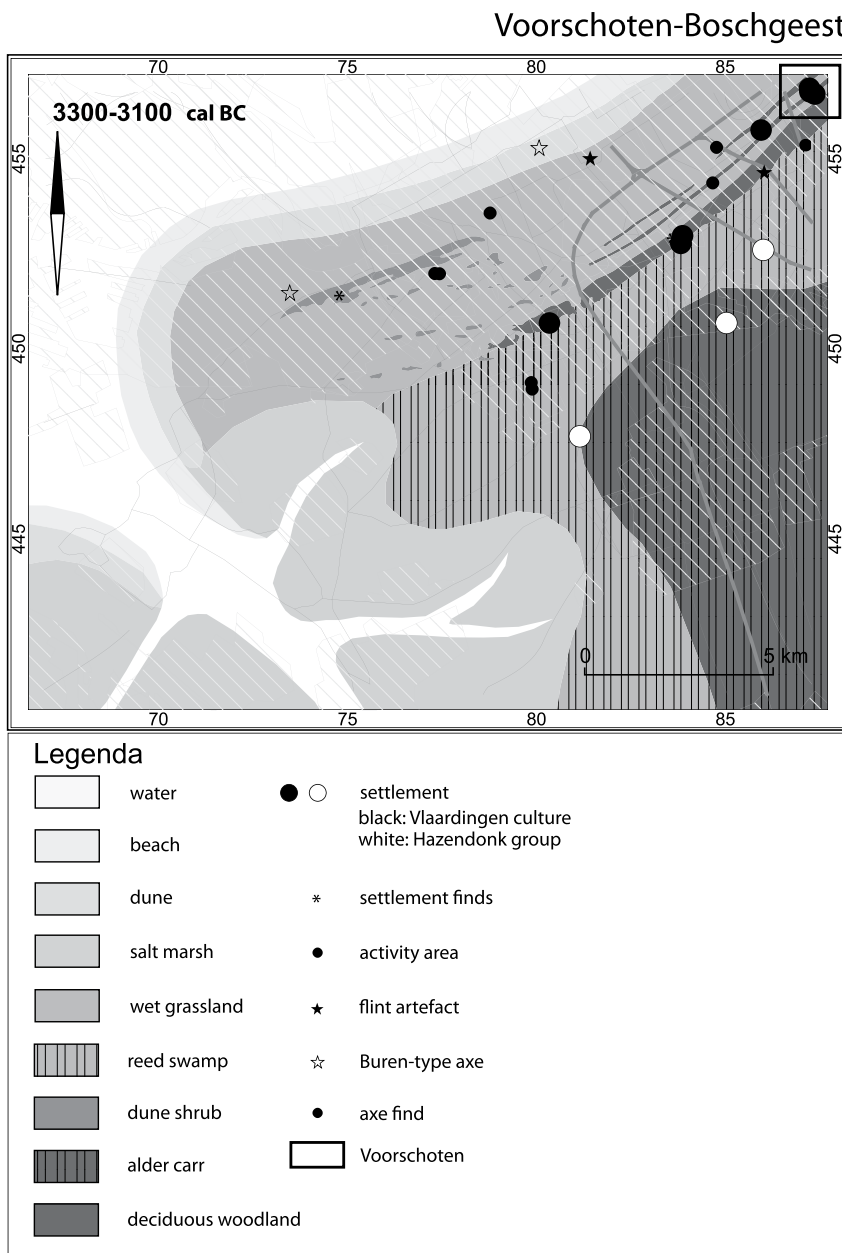 Voorschoten-Boschgeest
70 75 80 85
3300-3100 cal BC
455 455
450 450
445 445
0 5 km
70 75 80 85
Legenda
water
beach
dune
salt marsh
wet grassland
reed swamp
dune shrub
alder carr
deciduous woodland
settlement
black: Vlaardingen culture
white: Hazendonk group
settlement finds
activity area
flint artefact
Buren-type axe
axe find
Voorschoten